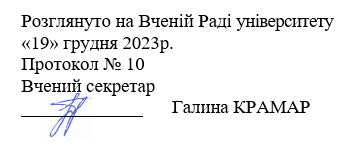 Розглянуто на Вченій Раді університету
«19» грудня 2023р.
Протокол № 10
Вчений секретар
Галина КРАМАР